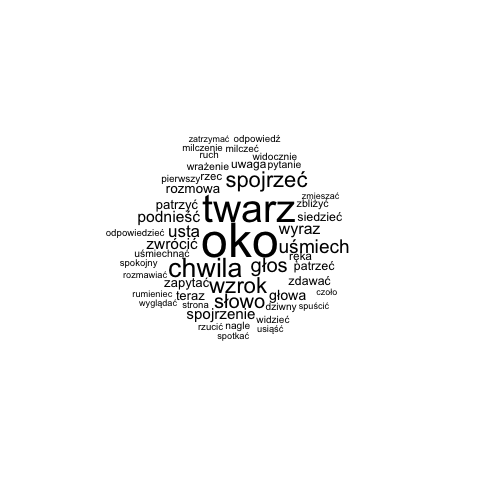 zatrzymać odpowiedź
milczenie milczeć
ruch widocznie
wrażenie uwaga pytanie
pierwszy rzec spojrzeć
rozmowa
zmieszać
patrzyć twarz zbliżyć
podnieść siedzieć
odpowiedzieć usta oko wyraz
zwrócić uśmiech
uśmiechnąć ręka
spokojny chwila głos patrzeć
rozmawiać
zapytać wzrok zdawać
rumieniec teraz głowa czoło
wyglądać strona słowo dziwny spuścić
spojrzenie widzieć
rzucić nagle usiąść
spotkać